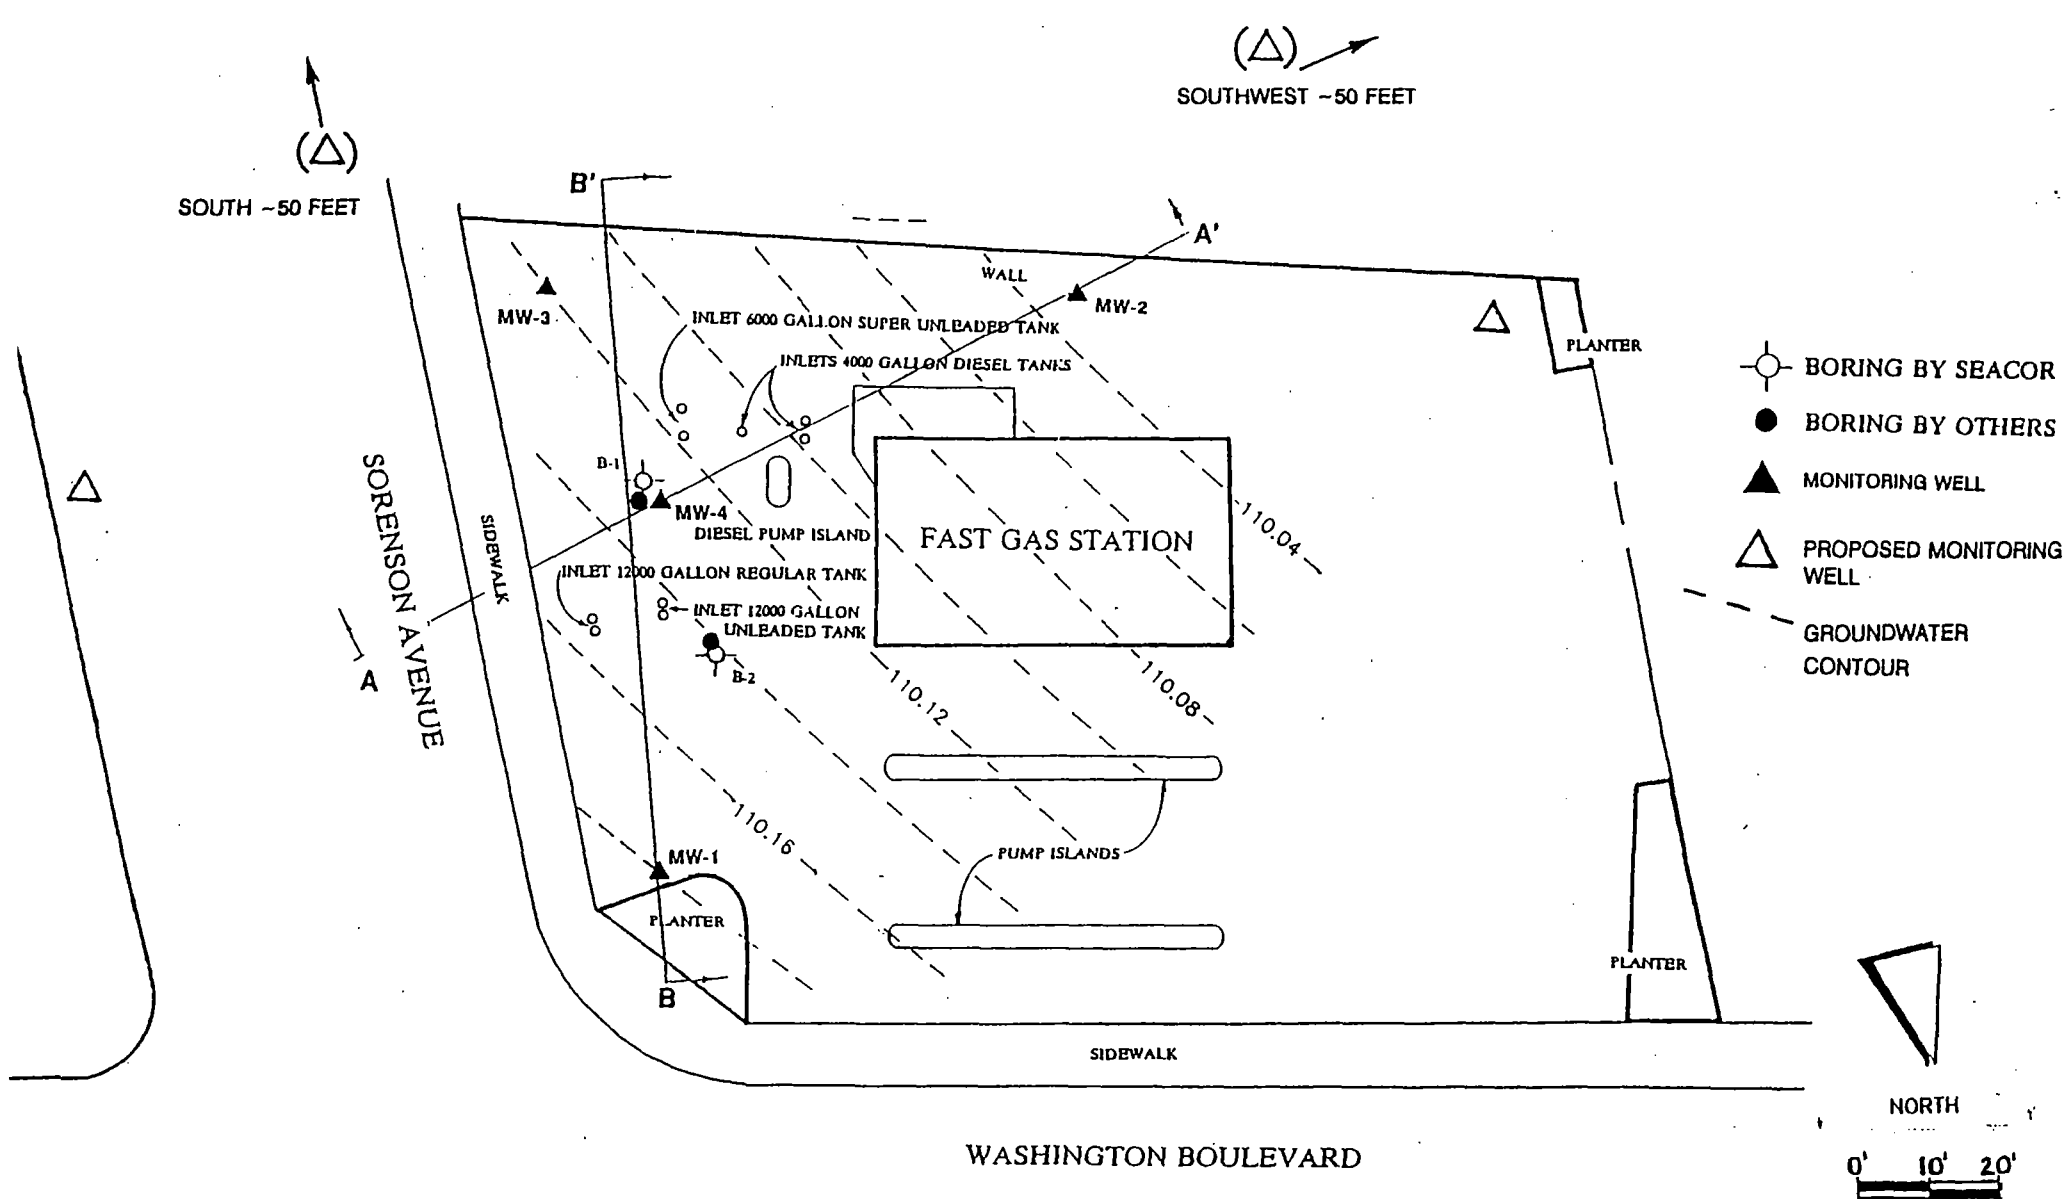 SOUTHWEST ~50 FEET
SOUTH ~50 FEET
B'
A'
WALL
MW-3
MW-2
INLET 6000 GALLON SUPER UNLEADED TANK
INLETS 4000 GALLON DIESEL TANKS
PLANTER
BORING BY SEACOR
BORING BY OTHERS
MONITORING WELL
PROPOSED MONITORING
WELL
GROUNDWATER
CONTOUR
B-1
MW-4
DIESEL PUMP ISLAND
FAST GAS STATION
110.04
SORENSON AVENUE
SIDEWALK
INLET 12000 GALLON REGULAR TANK
INLET 12000 GALLON
UNLEADED TANK
B-2
A
110.12
110.08
110.16
MW-1
PUMP ISLANDS
PLANTER
PLANTER
B
SIDEWALK
NORTH
WASHINGTON BOULEVARD
0' 10' 20'